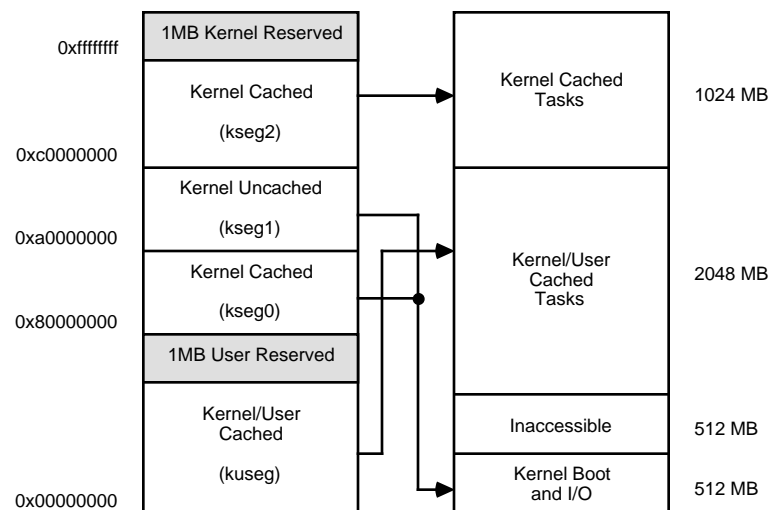 0xffffffff
0xc0000000
0xa0000000
0x80000000
0x00000000
1MB Kernel Reserved
Kernel Cached
(kseg2)
Kernel Uncached
(kseg1)
Kernel Cached
(kseg0)
1MB User Reserved
Kernel/User
Cached
(kuseg)
Kernel Cached
Tasks
Kernel/User
Cached
Tasks
Inaccessible
Kernel Boot
and I/O
1024 MB
2048 MB
512 MB
512 MB